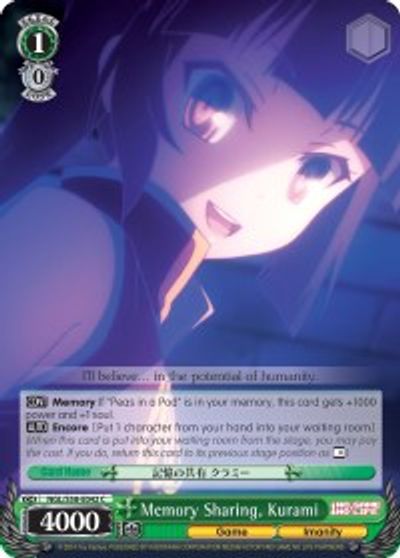 1
0
I'll believe... in the potential of humanity.
CONT Memory If "Peas in a Pod" is in your memory, this card gets +1000
power and +1 soul.
AUTO Encore [Put 1 character from your hand into your waiting room]
(When this card is put into your waiting room from the stage, you may pay
the cost. If you do, return this card to its previous stage position as
Card Name 記憶の共有 クラミー
4000
Memory Sharing, Kurami
Game Imanity